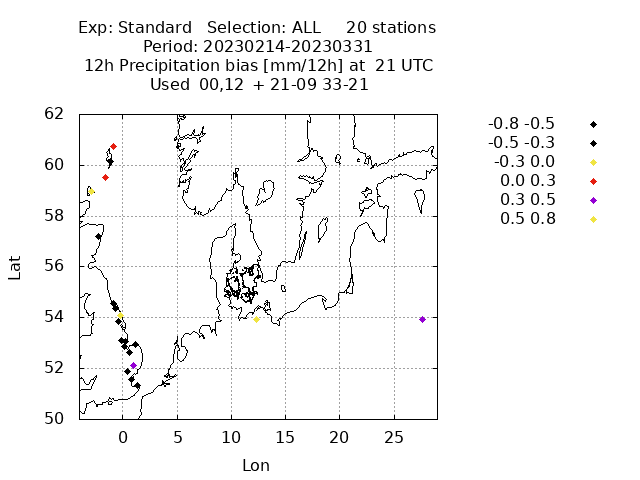 Exp: Standard   Selection: ALL     20 stations
Period: 20230214-20230331
12h Precipitation bias [mm/12h] at  21 UTC
Used  00,12  + 21-09 33-21
62
60
58
56
54
52
50
Lat
0 5 10 15 20 25
Lon
-0.8 -0.5
-0.5 -0.3
-0.3 0.0
0.0 0.3
0.3 0.5
0.5 0.8